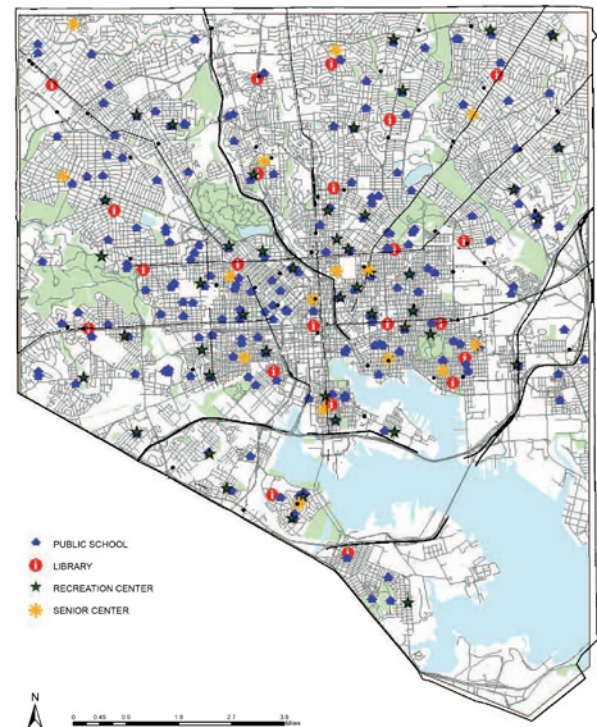 PUBLIC SCHOOL
LIBRARY
RECREATION CENTER
SENIOR CENTER
N
0 0.45 0.9 1.8 2.7 3.6
Miles